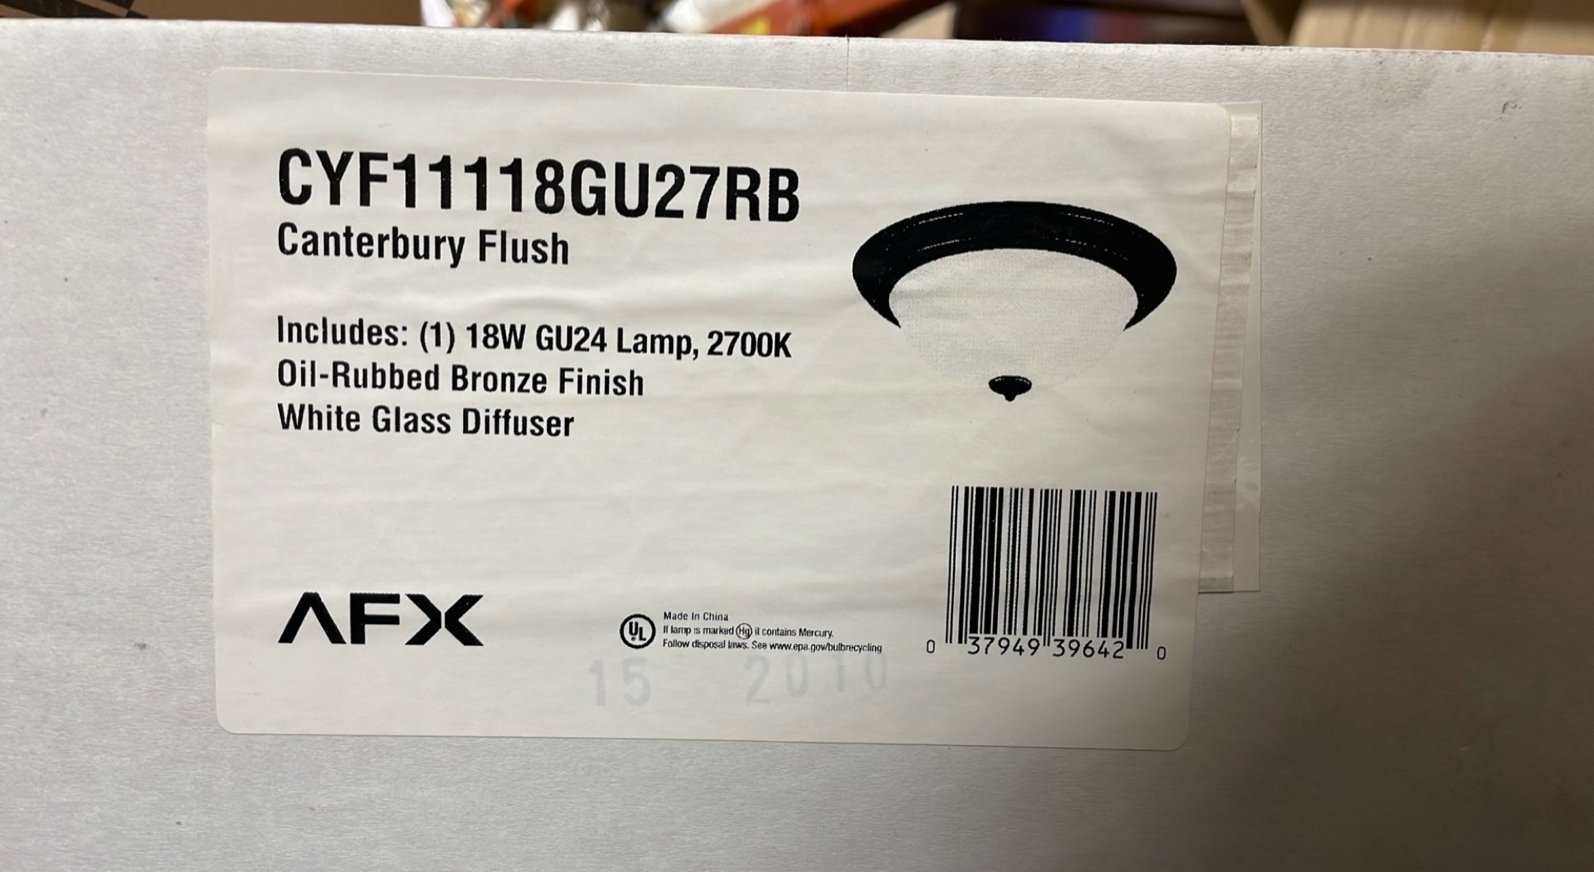 CYF11118GU27RB
Canterbury Flush
Includes: (1) 18W GU24 Lamp, 2700K
Oil-Rubbed Bronze Finish
White Glass Diffuser
AFX
UL
Made In China
If lamp is marked Hg it contains Mercury.
Follow disposal laws. See www.epa.gov/bulbrecycling
0 37949 39642 0
15 2010